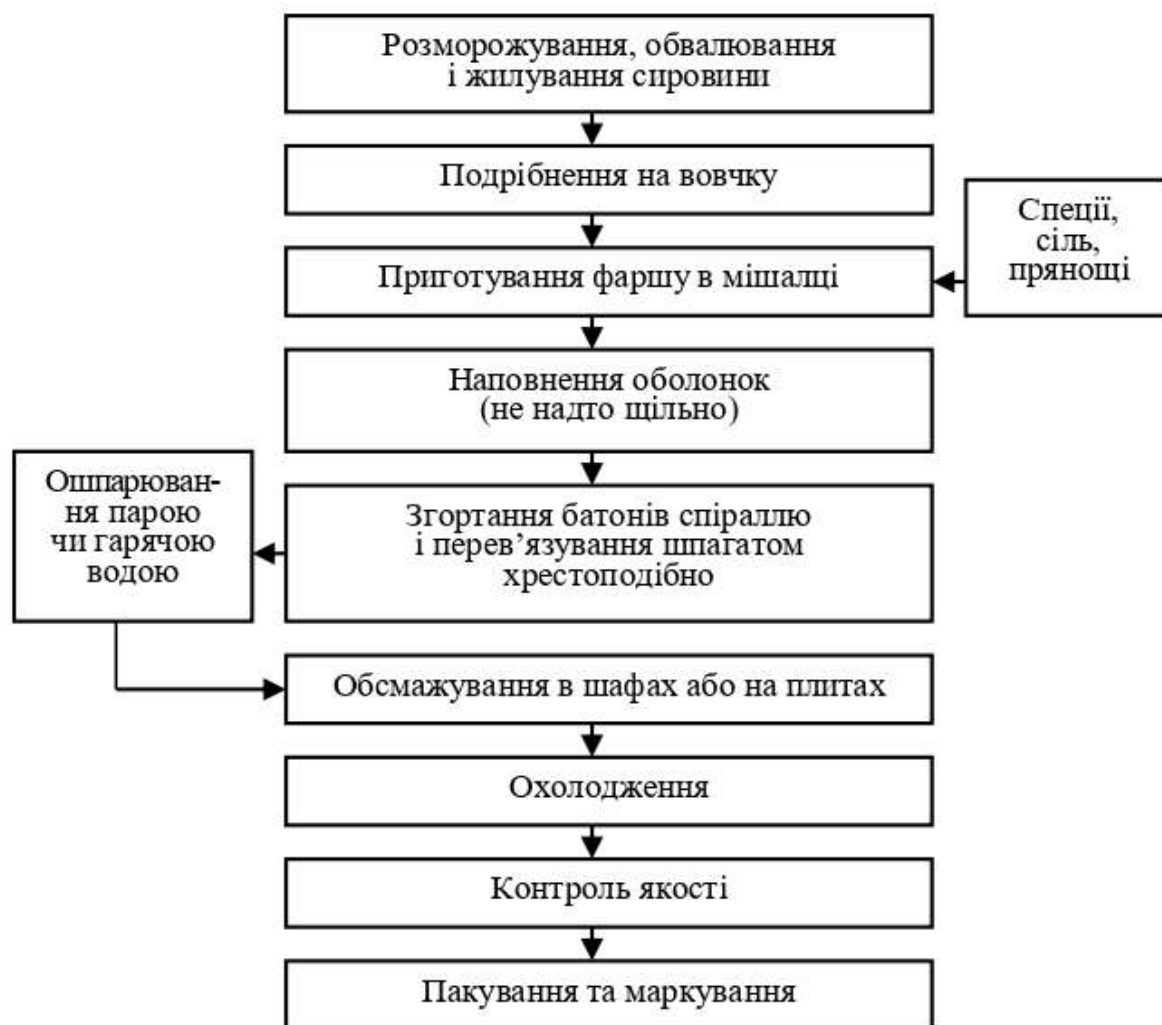 Розморожування, обвалювання
і жилування сировини
Подрібнення на вовчку
Спеції,
сіль,
прянощі
Приготування фаршу в мішалці
Наповнення оболонок
(не надто щільно)
Згортання батонів спіраллю
і перев’язування шпагатом
хрестоподібно
Ошпарюван-
ня парою
чи гарячою
водою
Обсмажування в шафах або на плитах
Охолодження
Контроль якості
Пакування та маркування